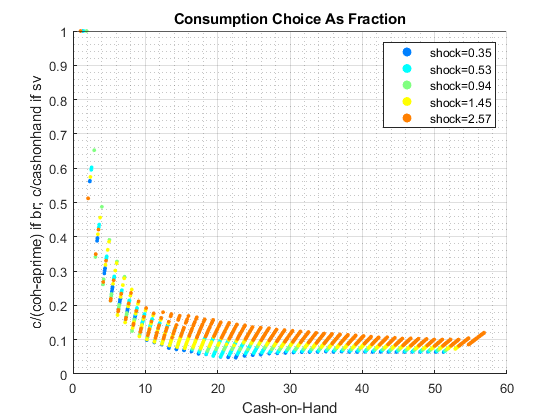 Consumption Choice As Fraction
c/(coh-aprime) if br, c/cashonhand if sv
1
0.9
0.8
0.7
0.6
0.5
0.4
0.3
0.2
0.1
0
shock=0.35
shock=0.53
shock=0.94
shock=1.45
shock=2.57
0 10 20 30 40 50 60
Cash-on-Hand